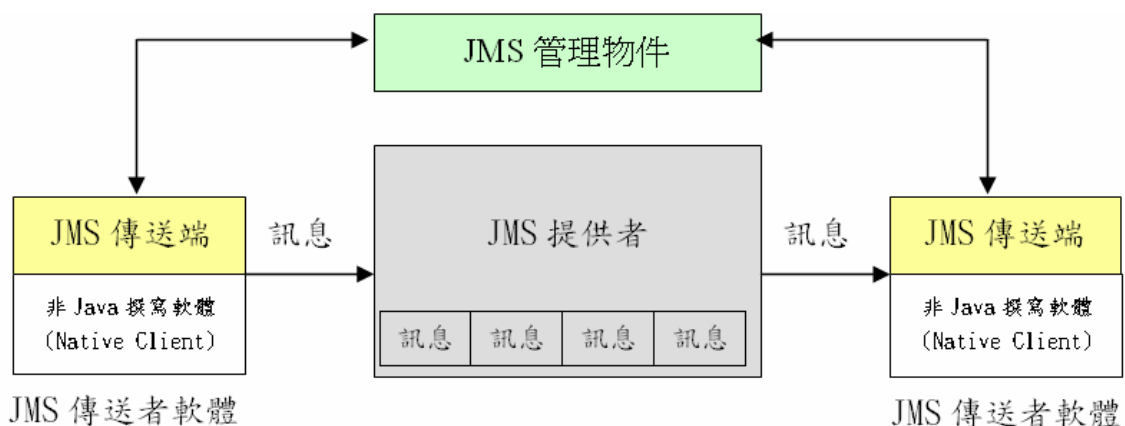 JMS 管理物件
JMS 傳送端
訊息
JMS 提供者
訊息
JMS 傳送端
非 Java 撰寫軟體
(Native Client)
訊息 訊息 訊息 訊息
非 Java 撰寫軟體
(Native Client)
JMS 傳送者軟體
JMS 傳送者軟體